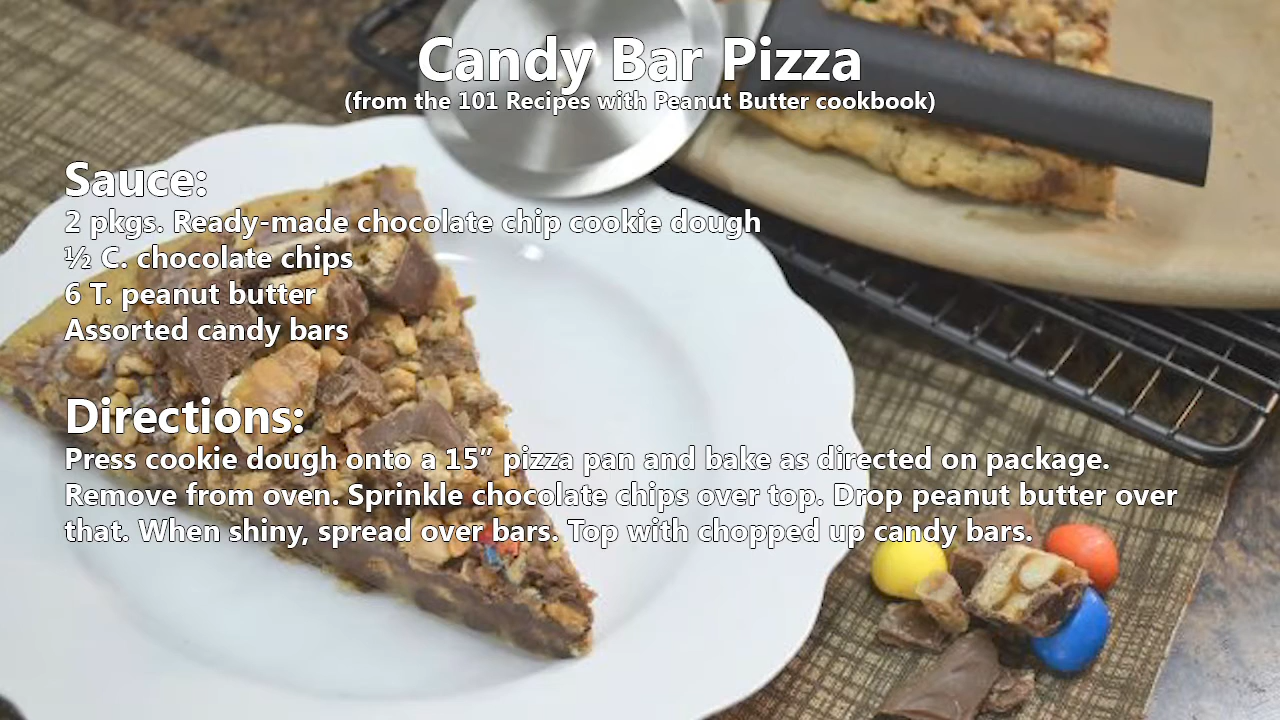 Candy Bar Pizza
(from the 101 Recipes with Peanut Butter cookbook)
Sauce:
2 pkgs. Ready-made chocolate chip cookie dough
½ C. chocolate chips
6 T. peanut butter
Assorted candy bars
Directions:
Press cookie dough onto a 15” pizza pan and bake as directed on package.
Remove from oven. Sprinkle chocolate chips over top. Drop peanut butter over
that. When shiny, spread over bars. Top with chopped up candy bars.